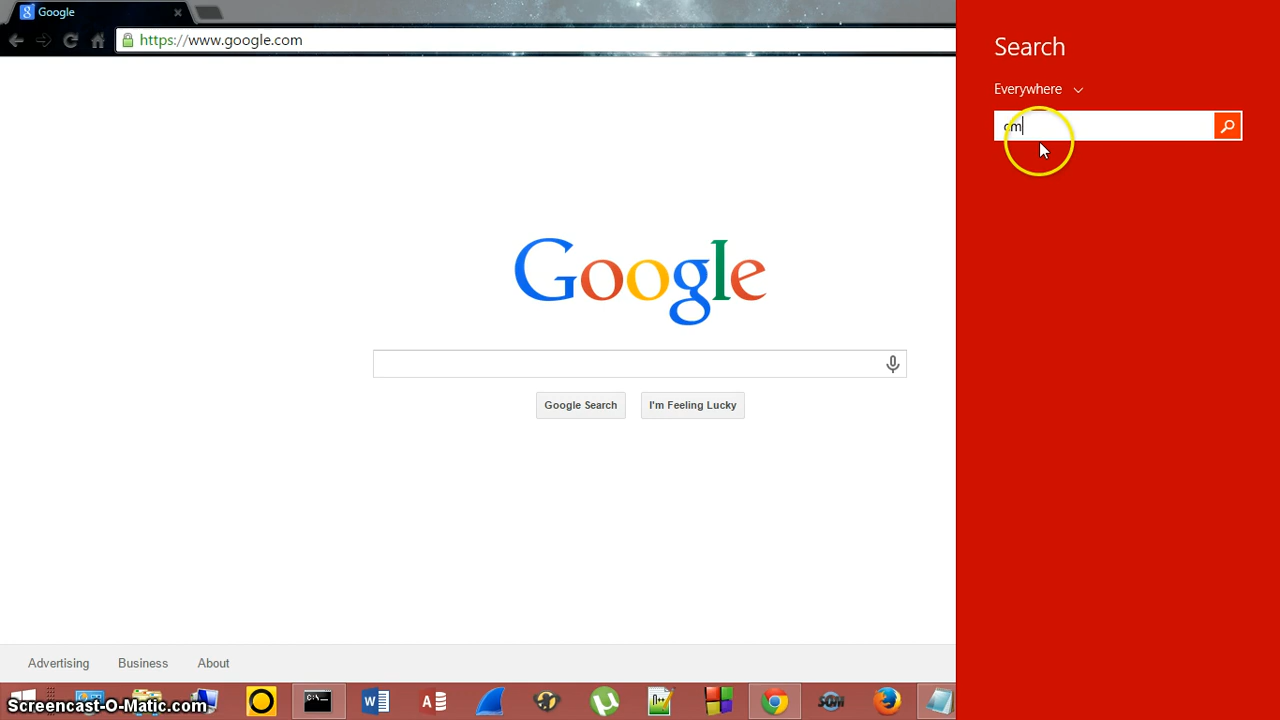 Google
https://www.google.com
Search
Everywhere
cm
Google
Google Search
I'm Feeling Lucky
Advertising
Business
About
Screencast-O-Matic.com